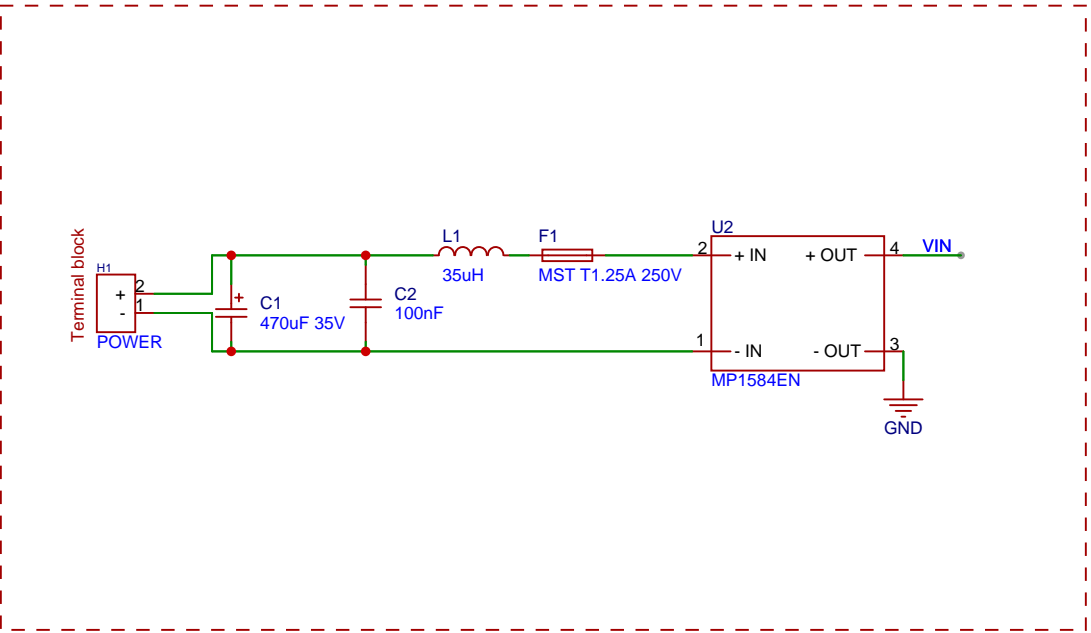 Terminal block
H1
+
-
2
1
POWER
C1
470uF 35V
C2
100nF
L1
35uH
F1
MST T1.25A 250V
U2
2
+ IN
+ OUT
4
VIN
1
- IN
- OUT
3
MP1584EN
GND
+